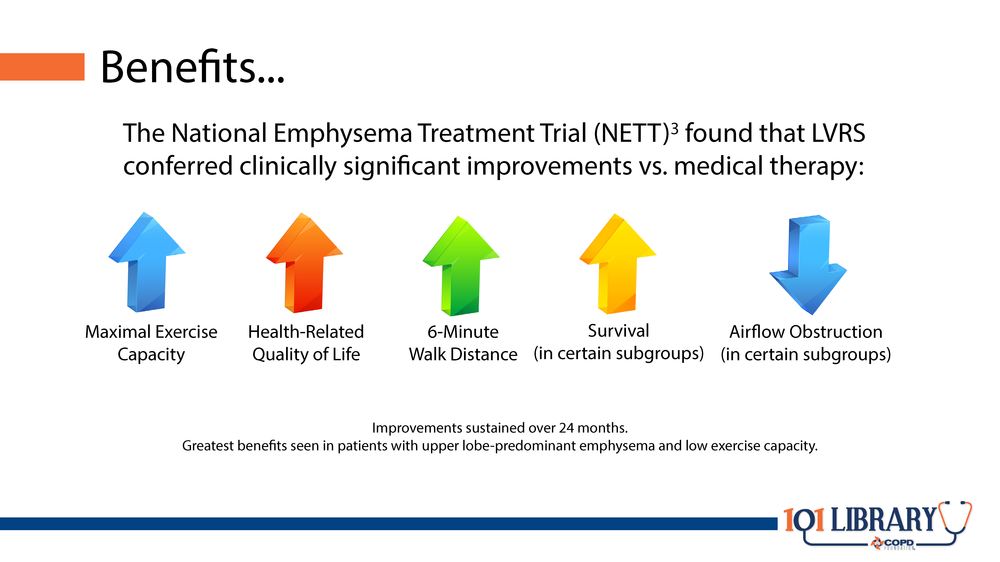 Benefits...
The National Emphysema Treatment Trial (NETT)³ found that LVRS
conferred clinically significant improvements vs. medical therapy:
Maximal Exercise
Capacity
Health-Related
Quality of Life
6-Minute
Walk Distance
Survival
(in certain subgroups)
Airflow Obstruction
(in certain subgroups)
Improvements sustained over 24 months.
Greatest benefits seen in patients with upper lobe-predominant emphysema and low exercise capacity.
101 LIBRARY
COPD
FOUNDATION